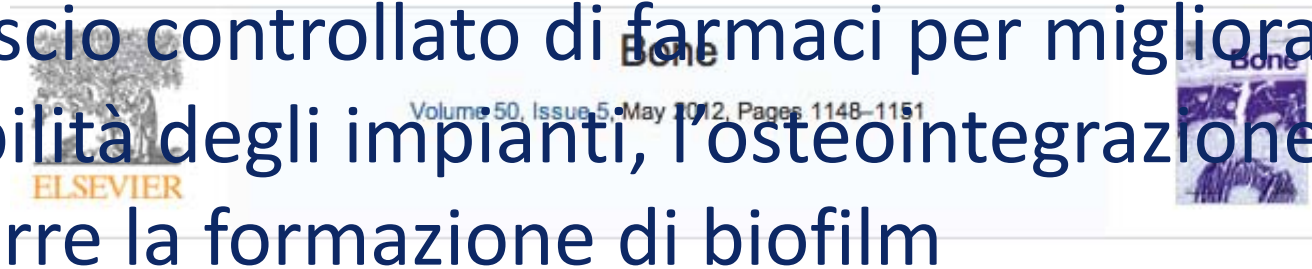 scio controllato di farmaci per migliora
Bone
Bone
Volume 50, Issue 5, May 2012, Pages 1148–1151
bilità degli impianti, l’osteointegrazione
ELSEVIER
rre la formazione di biofilm